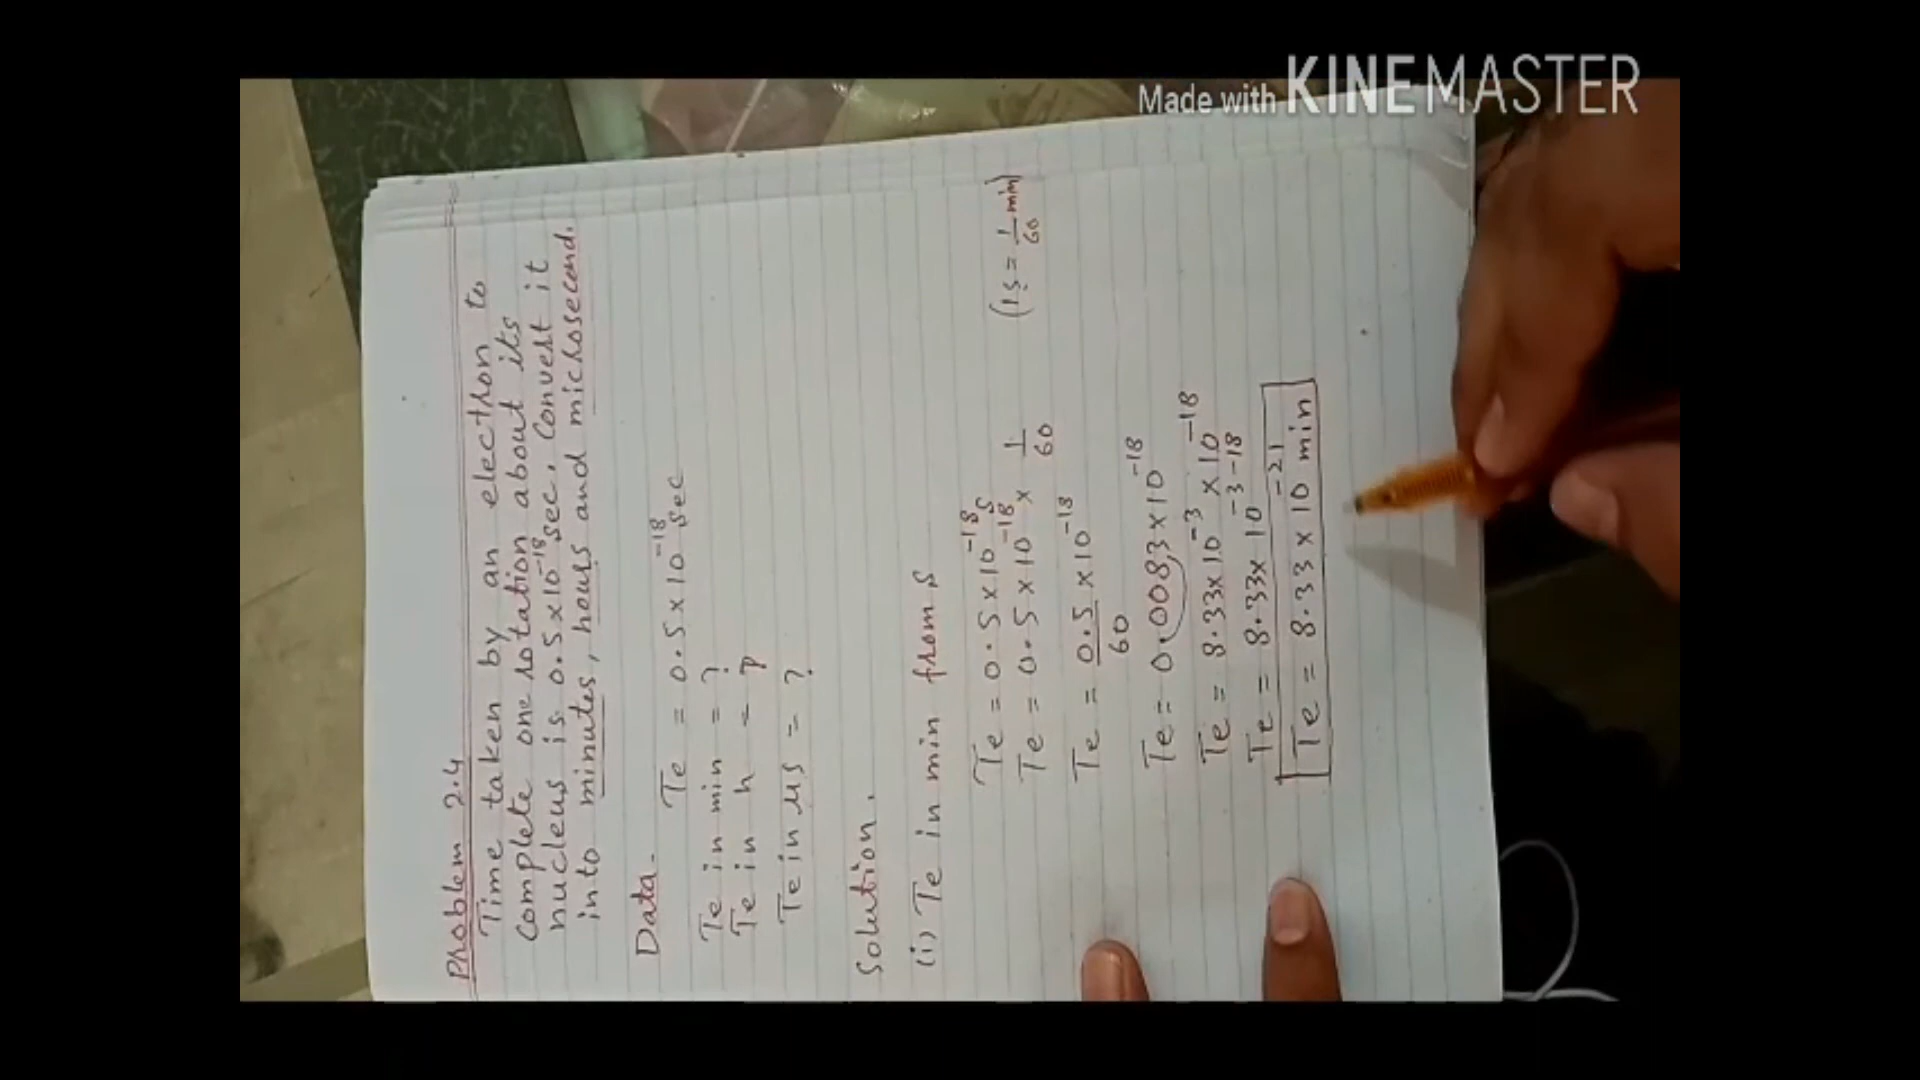 Made with KINEMASTER
Problem 2.4
Time taken by an electron to
complete one rotation about its
nucleus is 0.5×10⁻¹⁸ sec. Convert it
into minutes, hours and microsecond.
Data.
Te = 0.5×10⁻¹⁸ sec
Te in min = ?
Te in h = ?
Te in μs = ?
Solution.
(i) Te in min from s
Te = 0.5×10⁻¹⁸ s
Te = 0.5×10⁻¹⁸ × 1/60 (1s = 1/60 min)
Te = 0.5/60 ×10⁻¹⁸
Te = 0.0083×10⁻¹⁸
Te = 8.33×10⁻³ ×10⁻¹⁸
Te = 8.33×10⁻³⁻¹⁸
Te = 8.33×10⁻²¹ min